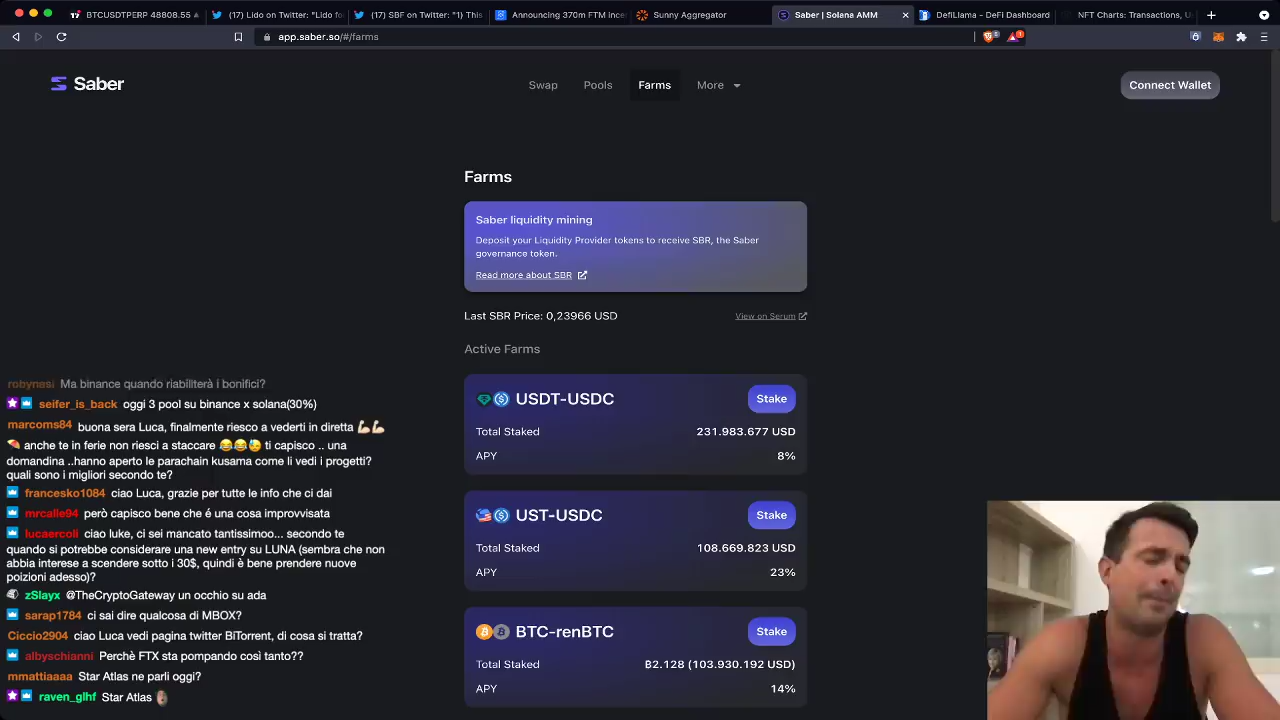 BTCUSDTPERP 48808.55
(17) Lido on Twitter: "Lido fo
(17) SBF on Twitter: "1) This
Announcing 370m FTM ince
Sunny Aggregator
Saber | Solana AMM
DefiLlama - DeFi Dashboard
NFT Charts: Transactions, U
app.saber.so/#/farms
Saber
Swap
Pools
Farms
More
Connect Wallet
Farms
Saber liquidity mining
Deposit your Liquidity Provider tokens to receive SBR, the Saber
governance token.
Read more about SBR
Last SBR Price: 0,23966 USD
View on Serum
Active Farms
USDT-USDC
Stake
Total Staked
231.983.677 USD
APY
8%
UST-USDC
Stake
Total Staked
108.669.823 USD
APY
23%
BTC-renBTC
Stake
Total Staked
₿2.128 (103.930.192 USD)
APY
14%
robynesi Ma binance quando riabiliterà i bonifici?
seifer_is_back oggi 3 pool su binance x solana(30%)
marcoms84 buona sera Luca, finalmente riesco a vederti in diretta 💪💪
anche te in ferie non riesci a staccare 😂😂😅 ti capisco .. una
domandina ..hanno aperto le parachain kusama come li vedi i progetti?
quali sono i migliori secondo te?
francesko1084 ciao Luca, grazie per tutte le info che ci dai
mrcalle94 però capisco bene che é una cosa improvvisata
lucaercoli ciao luke, ci sei mancato tantissimoo... secondo te
quando si potrebbe considerare una new entry su LUNA (sembra che non
abbia interese a scendere sotto i 30$, quindi è bene prendere nuove
poizioni adesso)?
zSlayx @TheCryptoGateway un occhio su ada
sarap1784 ci sai dire qualcosa di MBOX?
Ciccio2904 ciao Luca vedi pagina twitter BiTorrent, di cosa si tratta?
albyschianni Perchè FTX sta pompando così tanto??
mmattiaaaa Star Atlas ne parli oggi?
raven_glhf Star Atlas